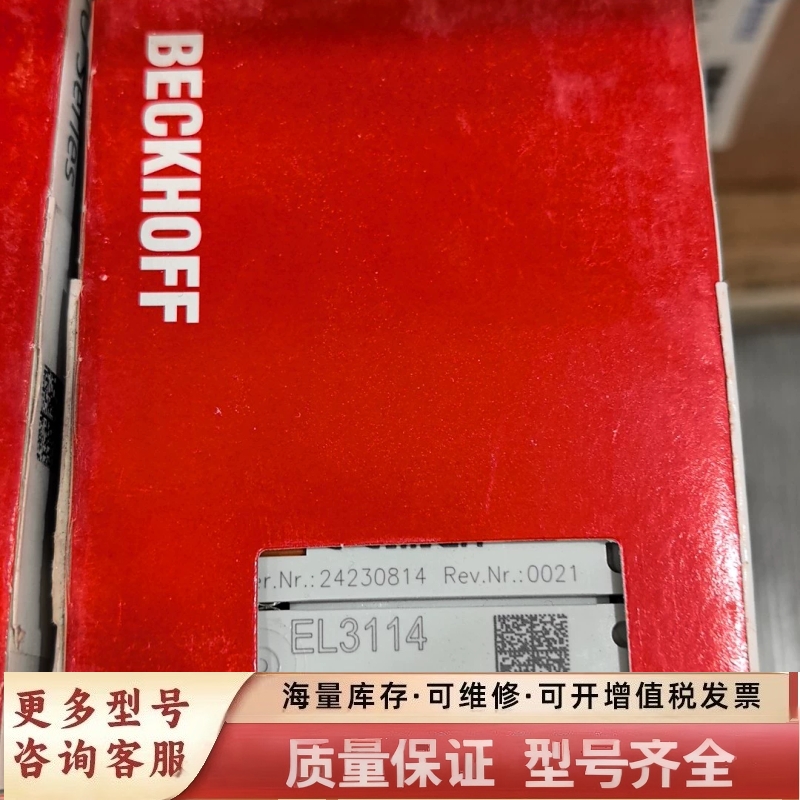 BECKHOFF
Series
er.Nr.:24230814 Rev.Nr.:0021
EL3114
更多型号
咨询客服
海量库存·可维修·可开增值税发票
质量保证 型号齐全